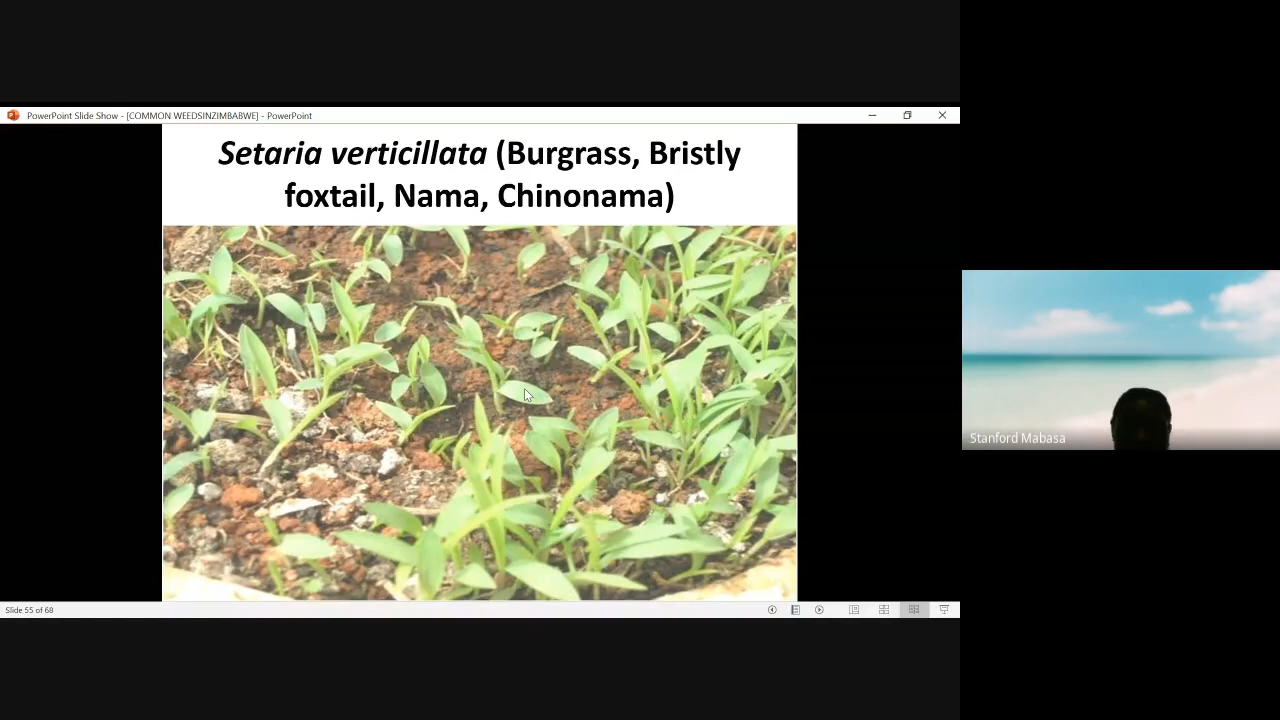 PowerPoint Slide Show - [COMMON WEEDSINZIMBABWE] - PowerPoint
Setaria verticillata (Burgrass, Bristly
foxtail, Nama, Chinonama)
Stanford Mabasa
Slide 55 of 68